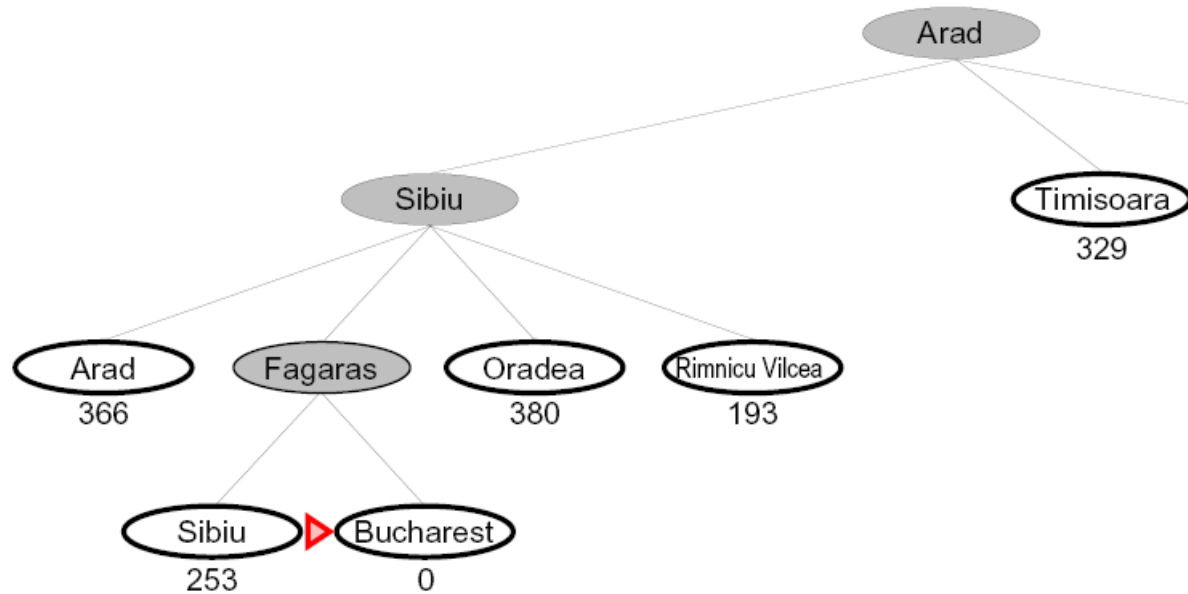 Arad
Sibiu
Timisoara
329
Arad
Fagaras
Oradea
Rimnicu Vilcea
366
380
193
Sibiu
Bucharest
253
0